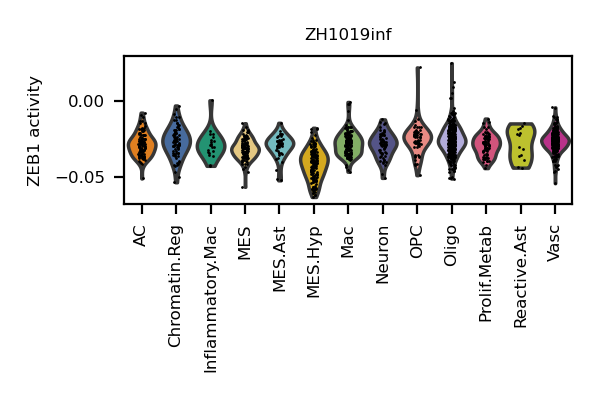 ZH1019inf
ZEB1 activity
0.00
−0.05
AC
Chromatin.Reg
Inflammatory.Mac
MES
MES.Ast
MES.Hyp
Mac
Neuron
OPC
Oligo
Prolif.Metab
Reactive.Ast
Vasc